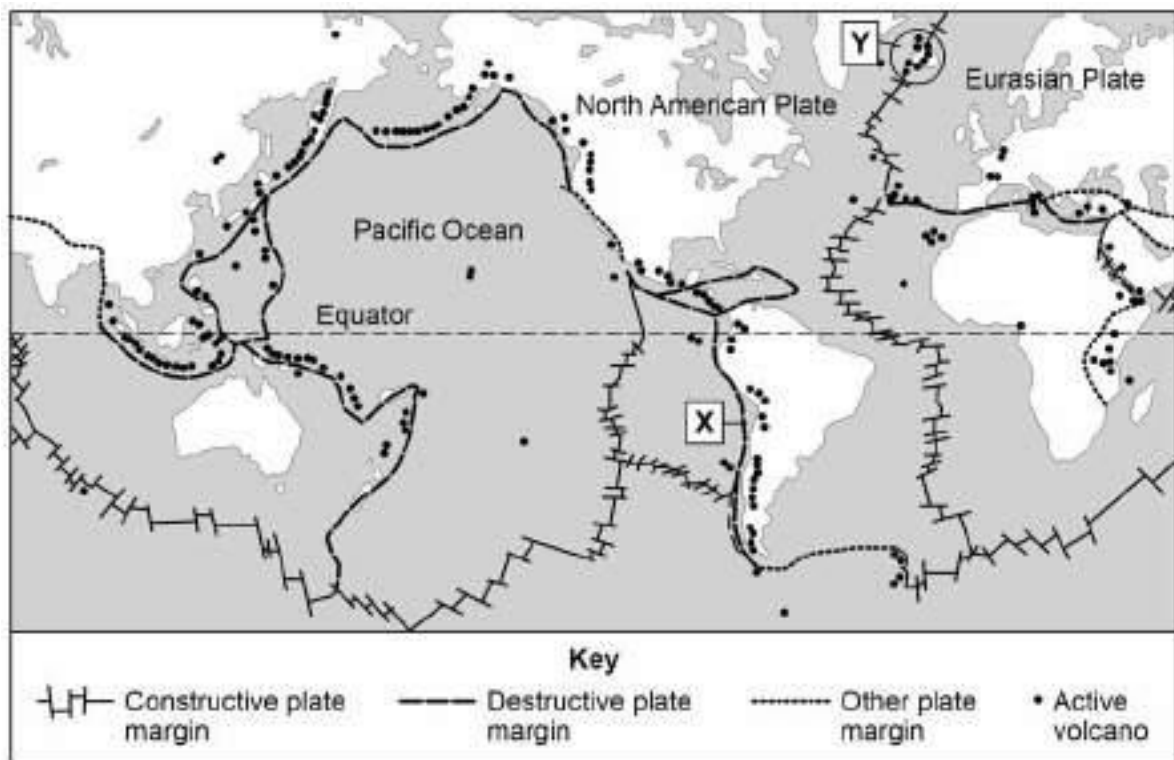 Y
North American Plate
Eurasian Plate
Pacific Ocean
Equator
X
Key
Constructive plate
margin
Destructive plate
margin
Other plate
margin
Active
volcano